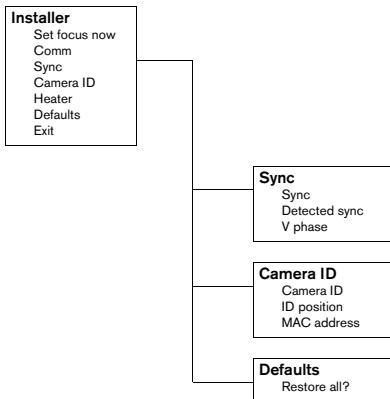 Installer
Set focus now
Comm
Sync
Camera ID
Heater
Defaults
Exit
Sync
Sync
Detected sync
V phase
Camera ID
Camera ID
ID position
MAC address
Defaults
Restore all?